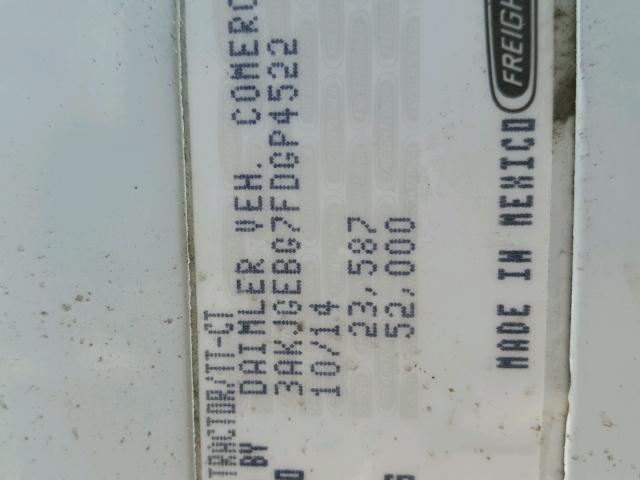 TRACTOR/TT-CT
BY DAIMLER VEH. COMERC
3AKJGEBG7FDGP4522
10/14
23,587
52,000
MADE IN MEXICO
FREIGH